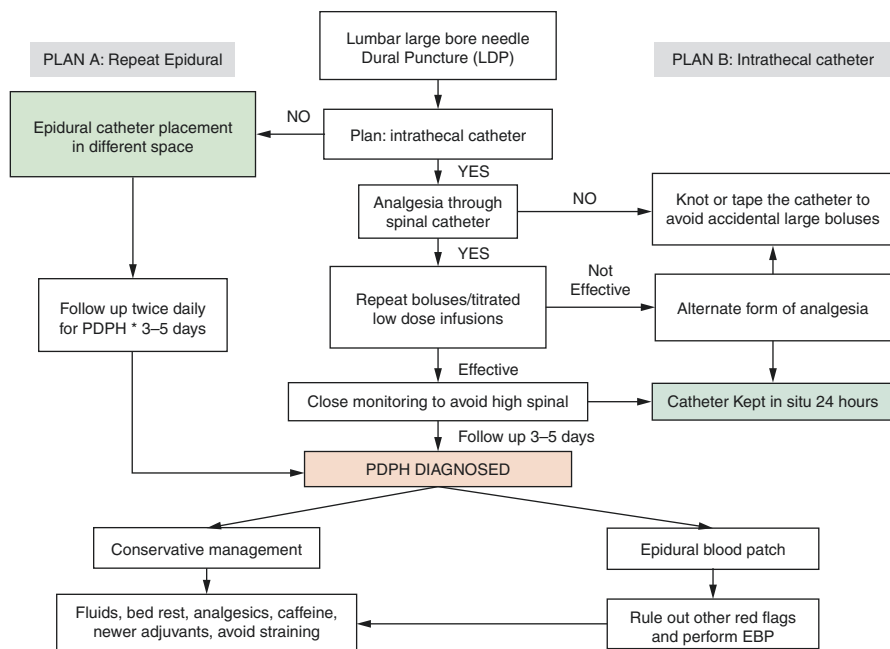 Lumbar large bore needle
Dural Puncture (LDP)
PLAN A: Repeat Epidural
PLAN B: Intrathecal catheter
NO
Epidural catheter placement
in different space
Plan: intrathecal catheter
YES
Analgesia through
spinal catheter
NO
Knot or tape the catheter to
avoid accidental large boluses
YES
Not
Effective
Follow up twice daily
for PDPH * 3–5 days
Repeat boluses/titrated
low dose infusions
Alternate form of analgesia
Effective
Close monitoring to avoid high spinal
Catheter Kept in situ 24 hours
Follow up 3–5 days
PDPH DIAGNOSED
Conservative management
Epidural blood patch
Fluids, bed rest, analgesics, caffeine,
newer adjuvants, avoid straining
Rule out other red flags
and perform EBP